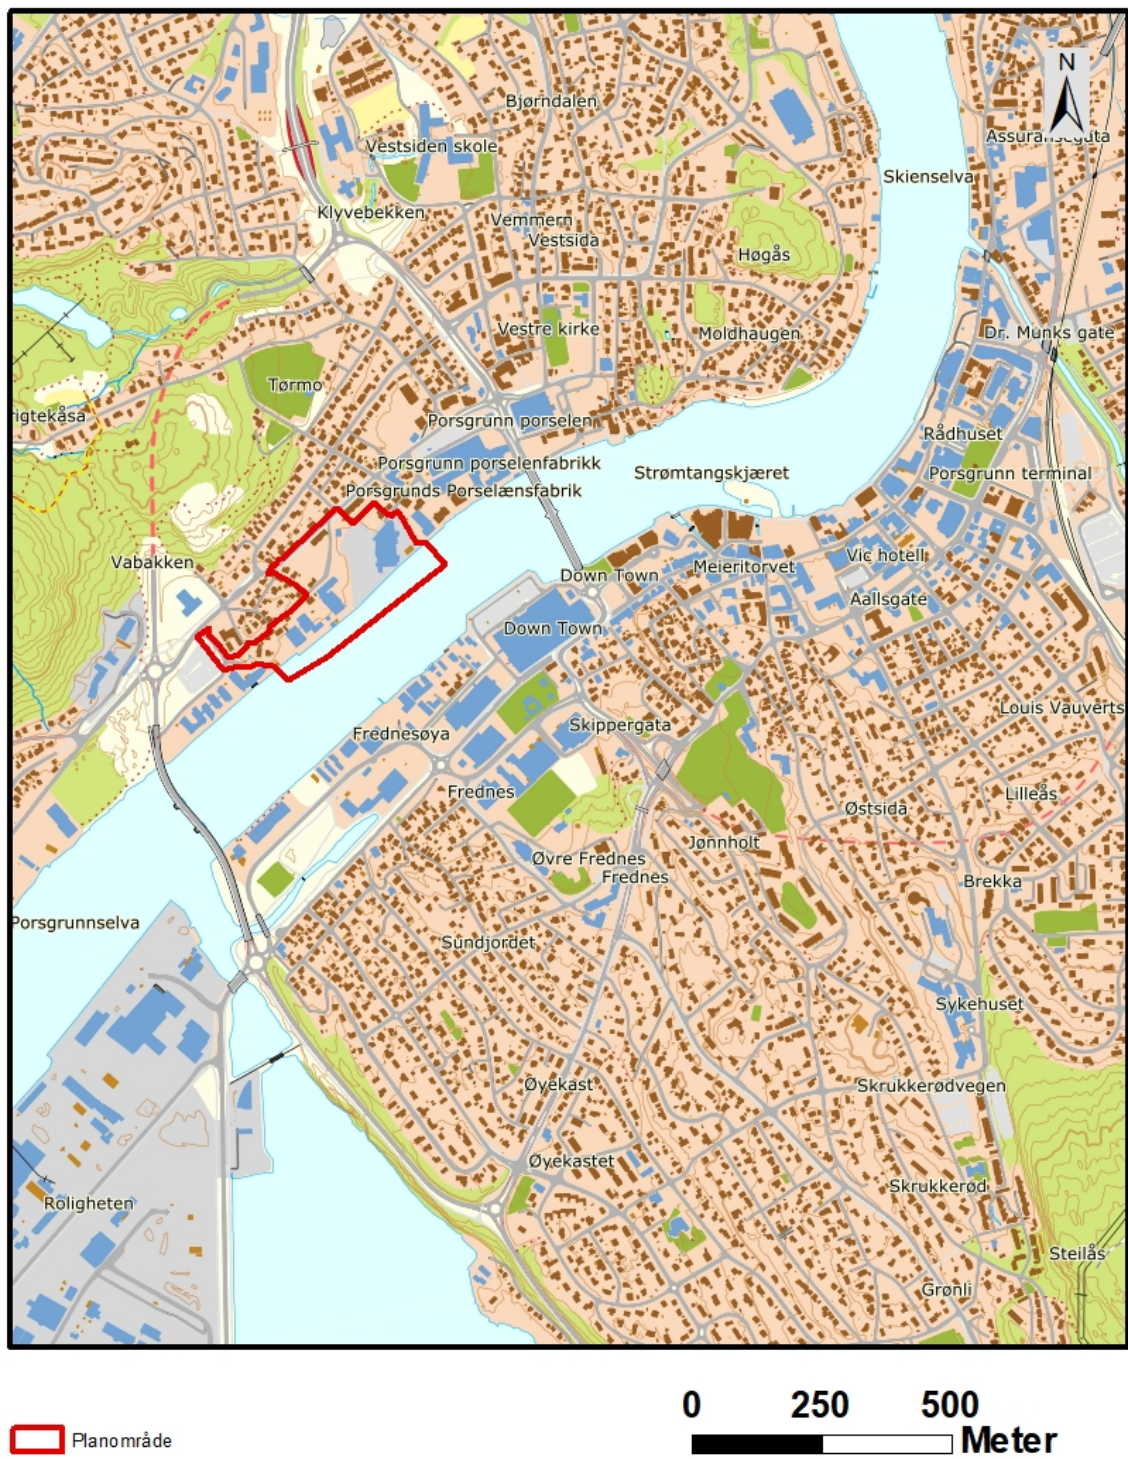 N
Bjørndalen
Assuransegata
Vestsiden skole
Skienselva
Klyvebekken
Vemmern
Vestsida
Høgås
Vestre kirke
Moldhaugen
Dr. Munks gate
Tørmo
rigtekåsa
Porsgrunn porselen
Rådhuset
Porsgrunn porselenfabrikk
Strømtangskjæret
Porsgrunn terminal
Porsgrunds Porselænsfabrik
Vabakken
Vic hotell
Meieritorvet
Down Town
Aallsgate
Down Town
Louis Vauverts
Skippergata
Frednesøya
Frednes
Lilleås
Østsida
Jønnholt
Øvre Frednes
Frednes
Brekka
Porsgrunnselva
Sundjordet
Sykehuset
Øyekast
Skrukkerødvegen
Øyekastet
Skrukkerød
Roligheten
Steilås
Grønli
0 250 500
Meter
Planområde